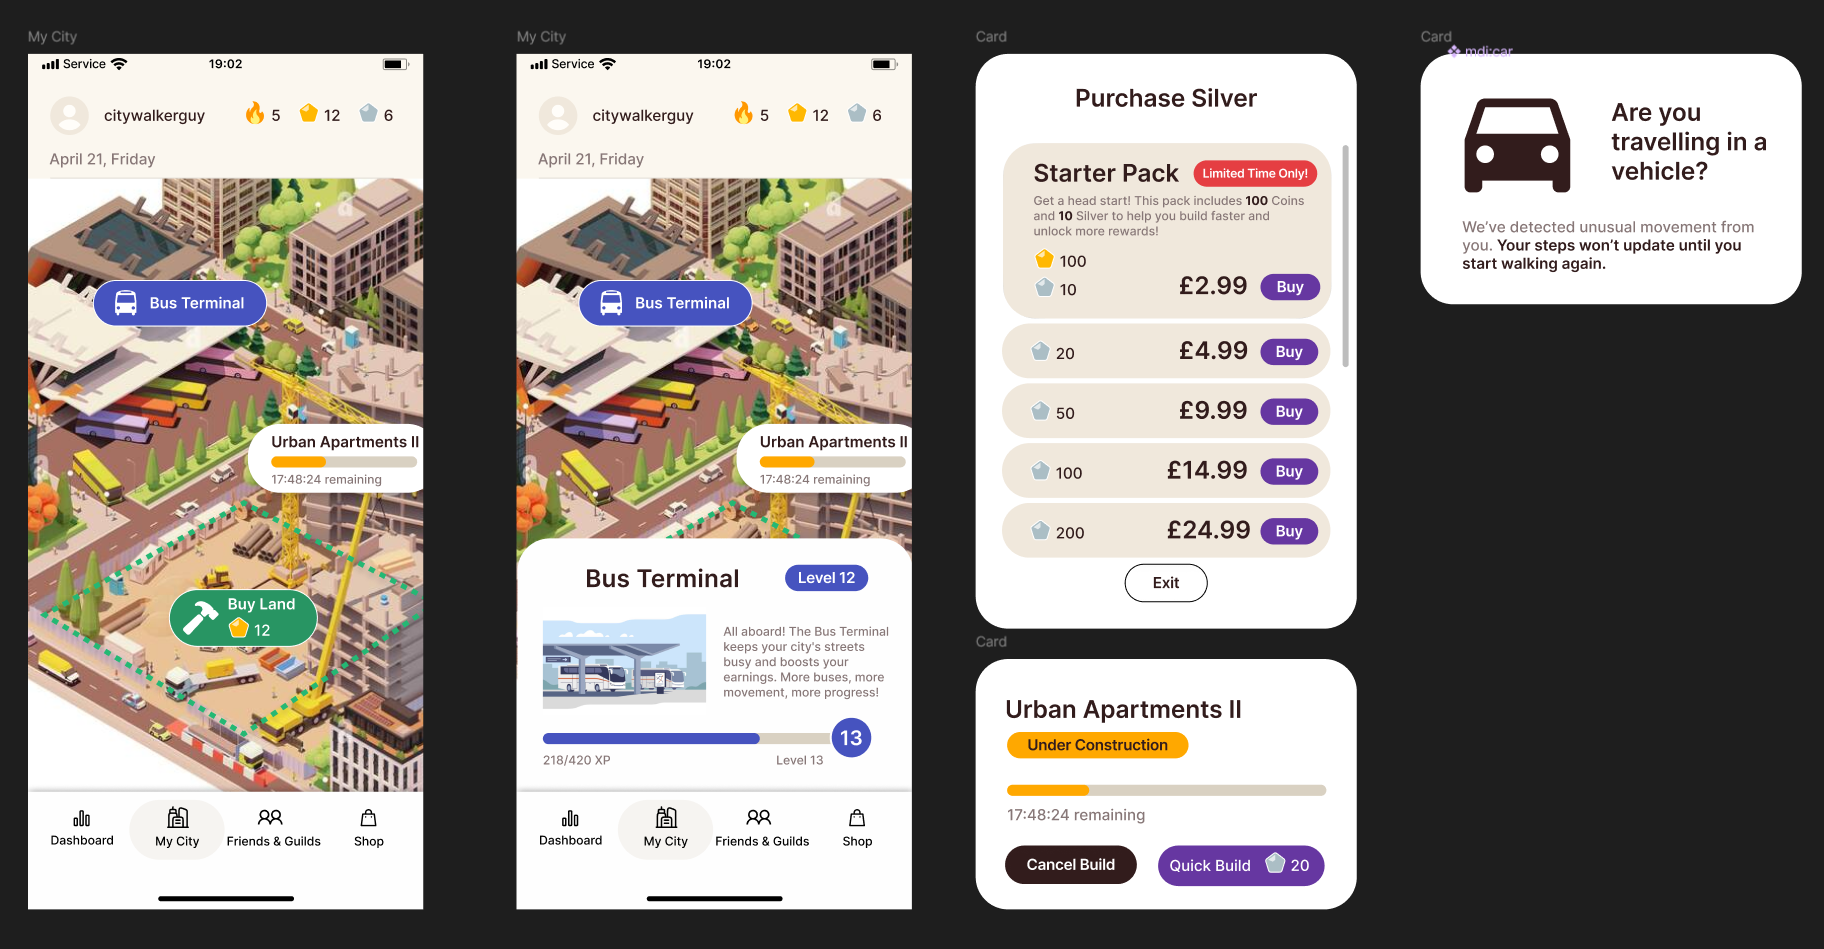 My City
Service
19:02
citywalkerguy
5
12
6
April 21, Friday
Bus Terminal
Urban Apartments II
17:48:24 remaining
Buy Land
12
Dashboard
My City
Friends & Guilds
Shop
My City
Service
19:02
citywalkerguy
5
12
6
April 21, Friday
Bus Terminal
Urban Apartments II
17:48:24 remaining
Bus Terminal
Level 12
All aboard! The Bus Terminal
keeps your city's streets
busy and boosts your
earnings. More buses, more
movement, more progress!
13
218/420 XP
Level 13
Dashboard
My City
Friends & Guilds
Shop
Card
Purchase Silver
Starter Pack
Limited Time Only!
Get a head start! This pack includes 100 Coins
and 10 Silver to help you build faster and
unlock more rewards!
100
10
£2.99
Buy
20
£4.99
Buy
50
£9.99
Buy
100
£14.99
Buy
200
£24.99
Buy
Exit
Card
Urban Apartments II
Under Construction
17:48:24 remaining
Cancel Build
Quick Build
20
Card
mdi:car
Are you
travelling in a
vehicle?
We've detected unusual movement from
you. Your steps won't update until you
start walking again.